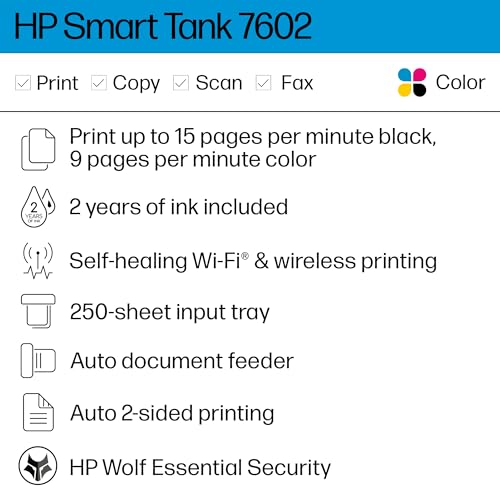 HP Smart Tank 7602
Print Copy Scan Fax Color
Print up to 15 pages per minute black,
9 pages per minute color
2
YEARS
OF INK
2 years of ink included
Self-healing Wi-Fi® & wireless printing
250-sheet input tray
Auto document feeder
Auto 2-sided printing
HP Wolf Essential Security